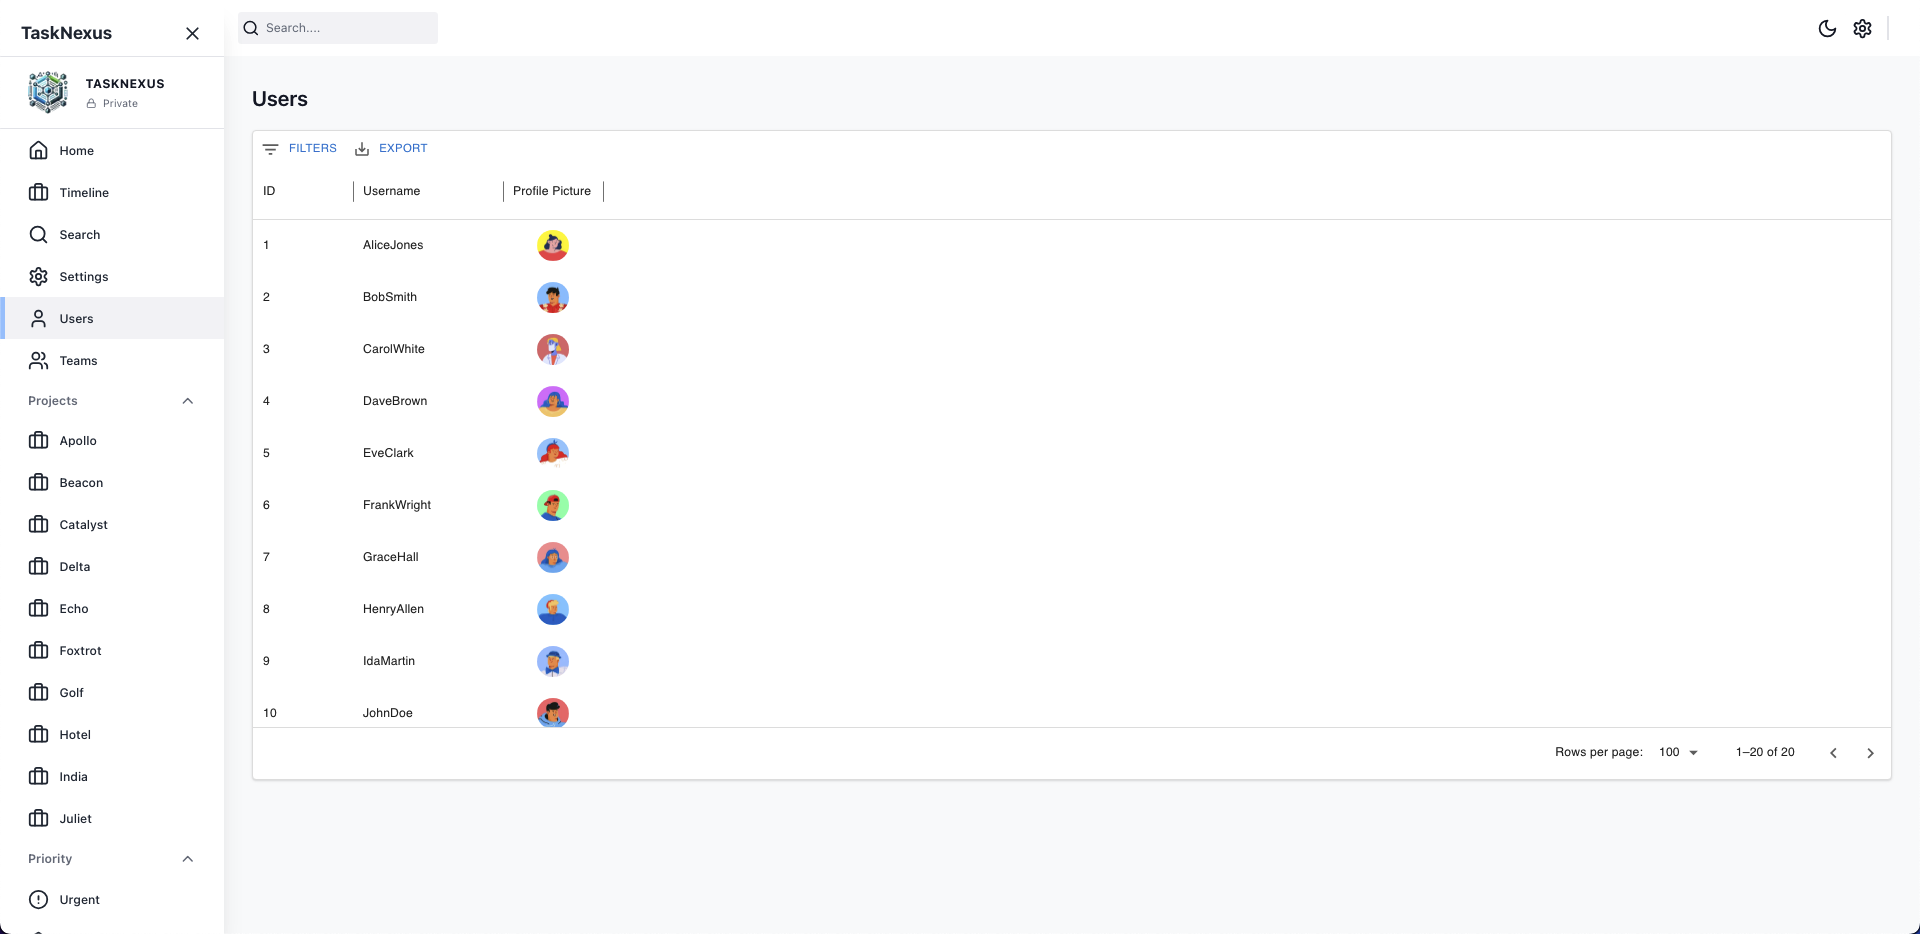 TaskNexus
Search....
TASKNEXUS
Private
Home
Timeline
Search
Settings
Users
Teams
Projects
Apollo
Beacon
Catalyst
Delta
Echo
Foxtrot
Golf
Hotel
India
Juliet
Priority
Urgent
Users
FILTERS EXPORT
ID Username Profile Picture
1 AliceJones
2 BobSmith
3 CarolWhite
4 DaveBrown
5 EveClark
6 FrankWright
7 GraceHall
8 HenryAllen
9 IdaMartin
10 JohnDoe
Rows per page: 100 1–20 of 20